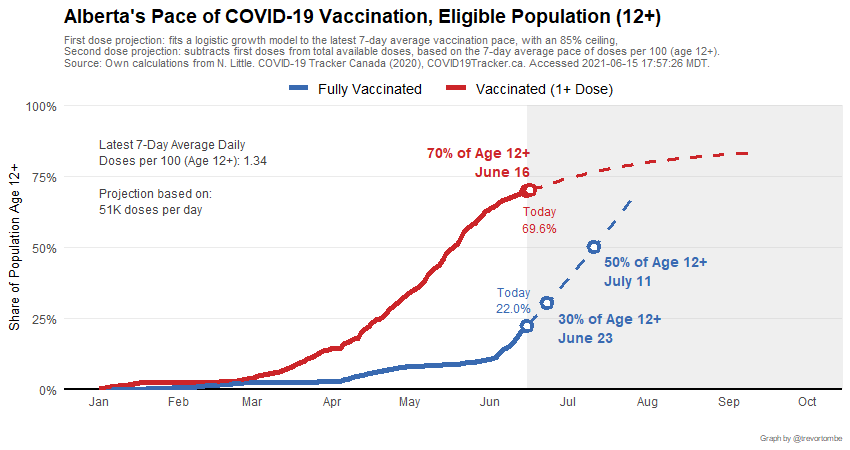 Alberta's Pace of COVID-19 Vaccination, Eligible Population (12+)
First dose projection: fits a logistic growth model to the latest 7-day average vaccination pace, with an 85% ceiling,
Second dose projection: subtracts first doses from total available doses, based on the 7-day average pace of doses per 100 (age 12+).
Source: Own calculations from N. Little. COVID-19 Tracker Canada (2020), COVID19Tracker.ca. Accessed 2021-06-15 17:57:26 MDT.
Fully Vaccinated Vaccinated (1+ Dose)
100%
75%
50%
25%
0%
Share of Population Age 12+
Latest 7-Day Average Daily
Doses per 100 (Age 12+): 1.34
Projection based on:
51K doses per day
70% of Age 12+
June 16
Today
69.6%
50% of Age 12+
July 11
Today
22.0%
30% of Age 12+
June 23
Jan Feb Mar Apr May Jun Jul Aug Sep Oct
Graph by @trevortombe